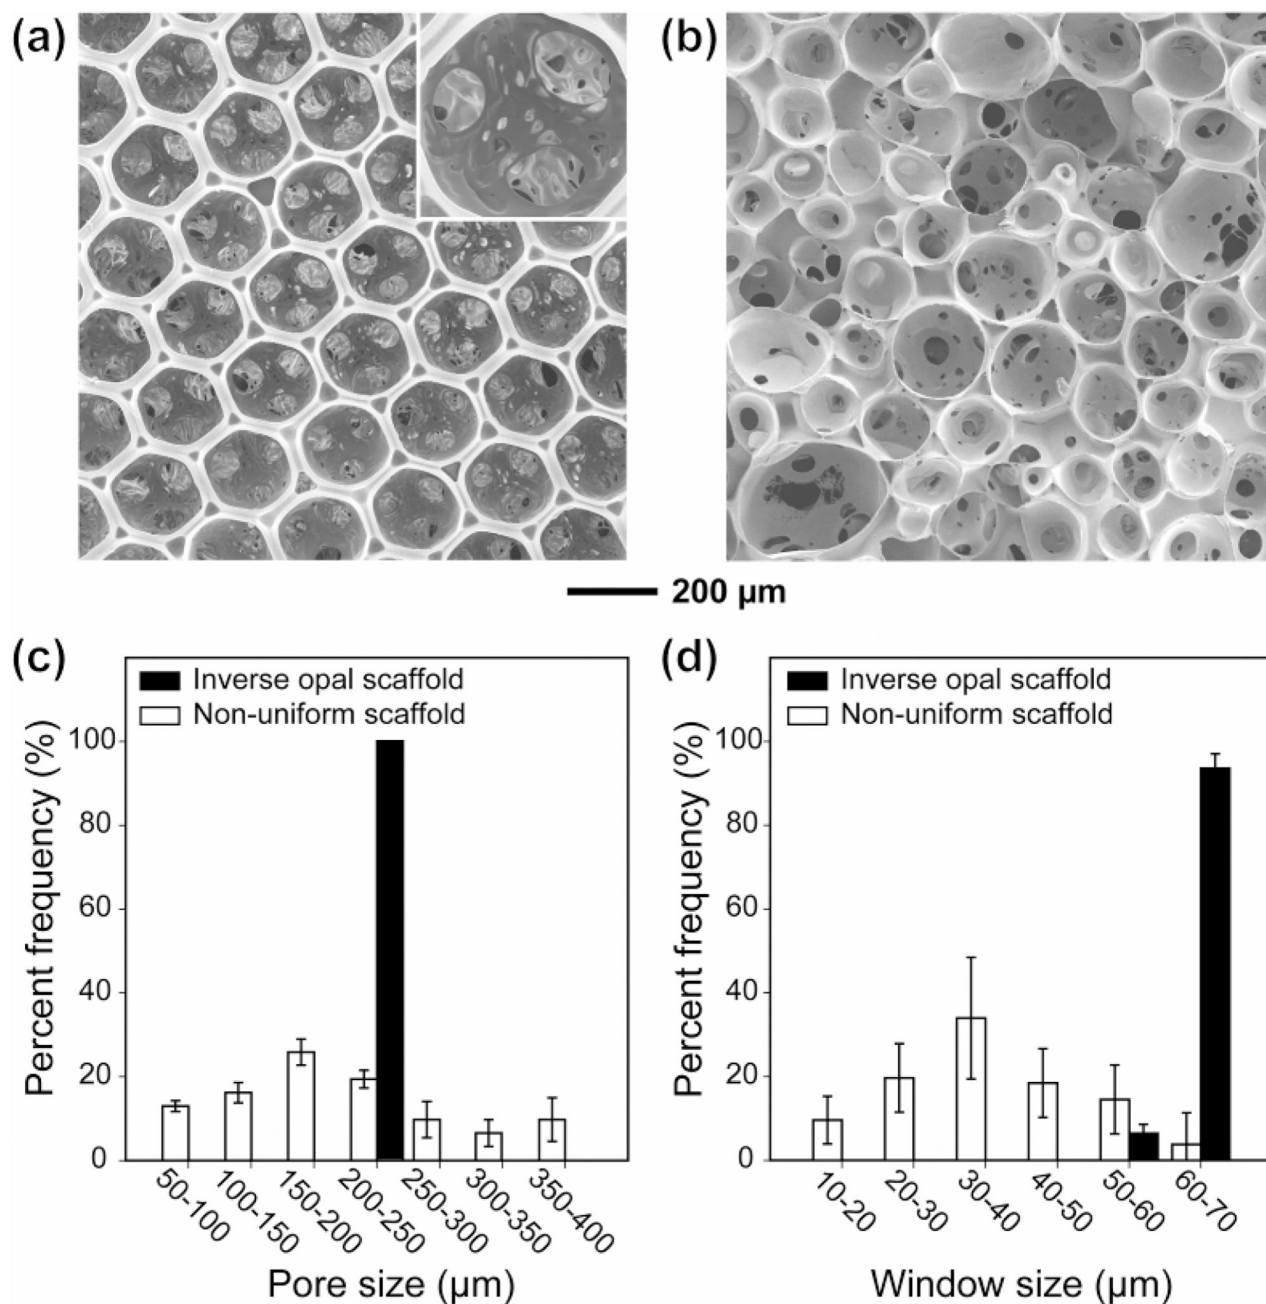 (a)
(b)
200 µm
(c)
Inverse opal scaffold
Non-uniform scaffold
Percent frequency (%)
100
80
60
40
20
0
50-100
100-150
150-200
200-250
250-300
300-350
350-400
Pore size (µm)
(d)
Inverse opal scaffold
Non-uniform scaffold
Percent frequency (%)
100
80
60
40
20
0
10-20
20-30
30-40
40-50
50-60
60-70
Window size (µm)